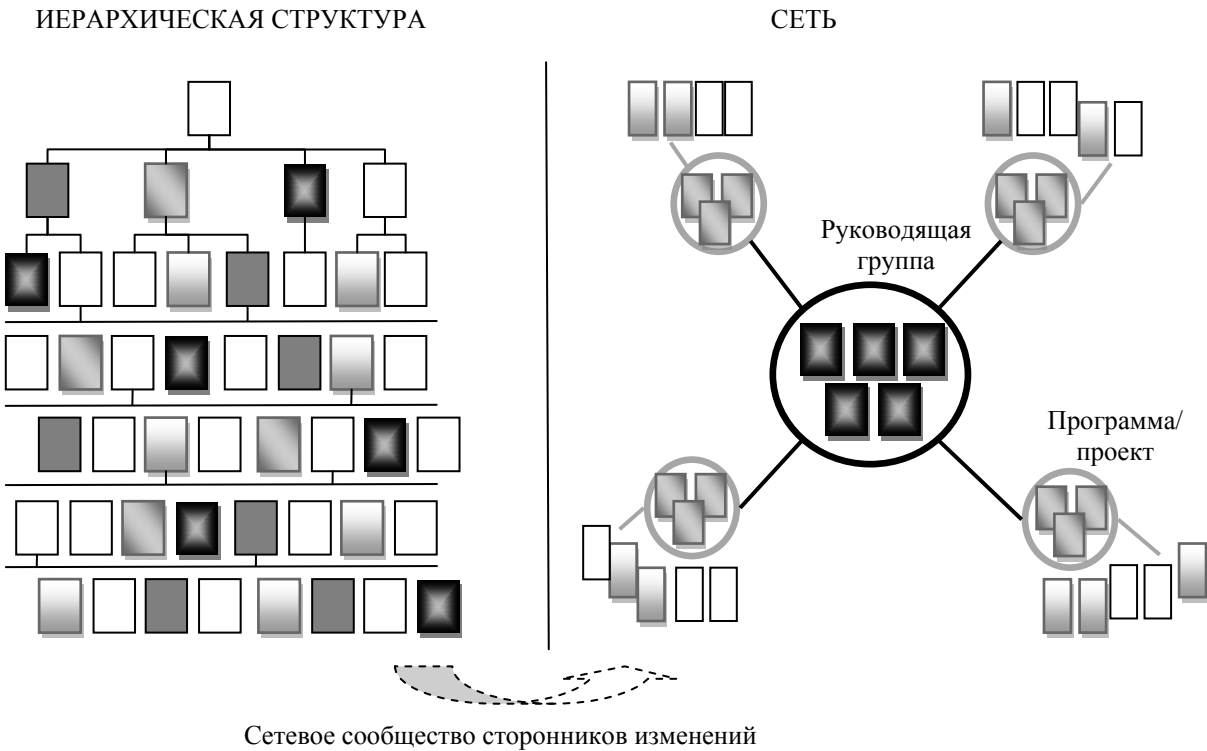 ИЕРАРХИЧЕСКАЯ СТРУКТУРА
СЕТЬ
Руководящая
группа
Программа/
проект
Сетевое сообщество сторонников изменений